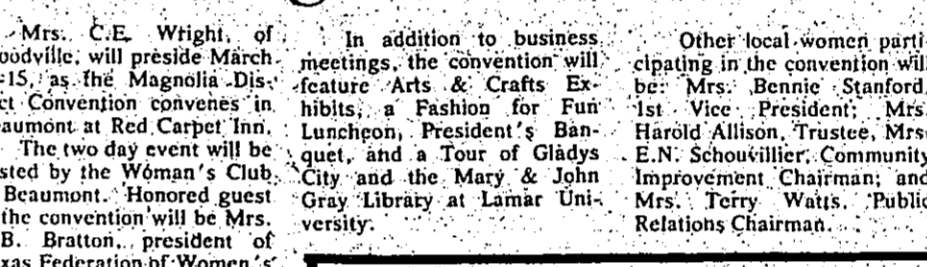 Mrs. C.E. Wright, of
oodville, will preside March
15, as the Magnolia Dis-
ct Convention convenes in
aumont at Red Carpet Inn.
The two day event will be
sted by the Woman's Club
Beaumont. Honored guest
the convention will be Mrs.
B. Bratton, president of
xas Federation of Women's
In addition to business
meetings, the convention will
feature Arts & Crafts Ex-
hibits, a Fashion for Fun
Luncheon, President's Ban-
quet, and a Tour of Gladys
City and the Mary & John
Gray Library at Lamar Uni-
versity.
Other local women parti-
cipating in the convention will
be: Mrs. Bennie Stanford,
1st Vice President; Mrs.
Harold Allison, Trustee, Mrs.
E.N. Schouvillier, Community
Improvement Chairman; and
Mrs. Terry Watts, Public
Relations Chairman.